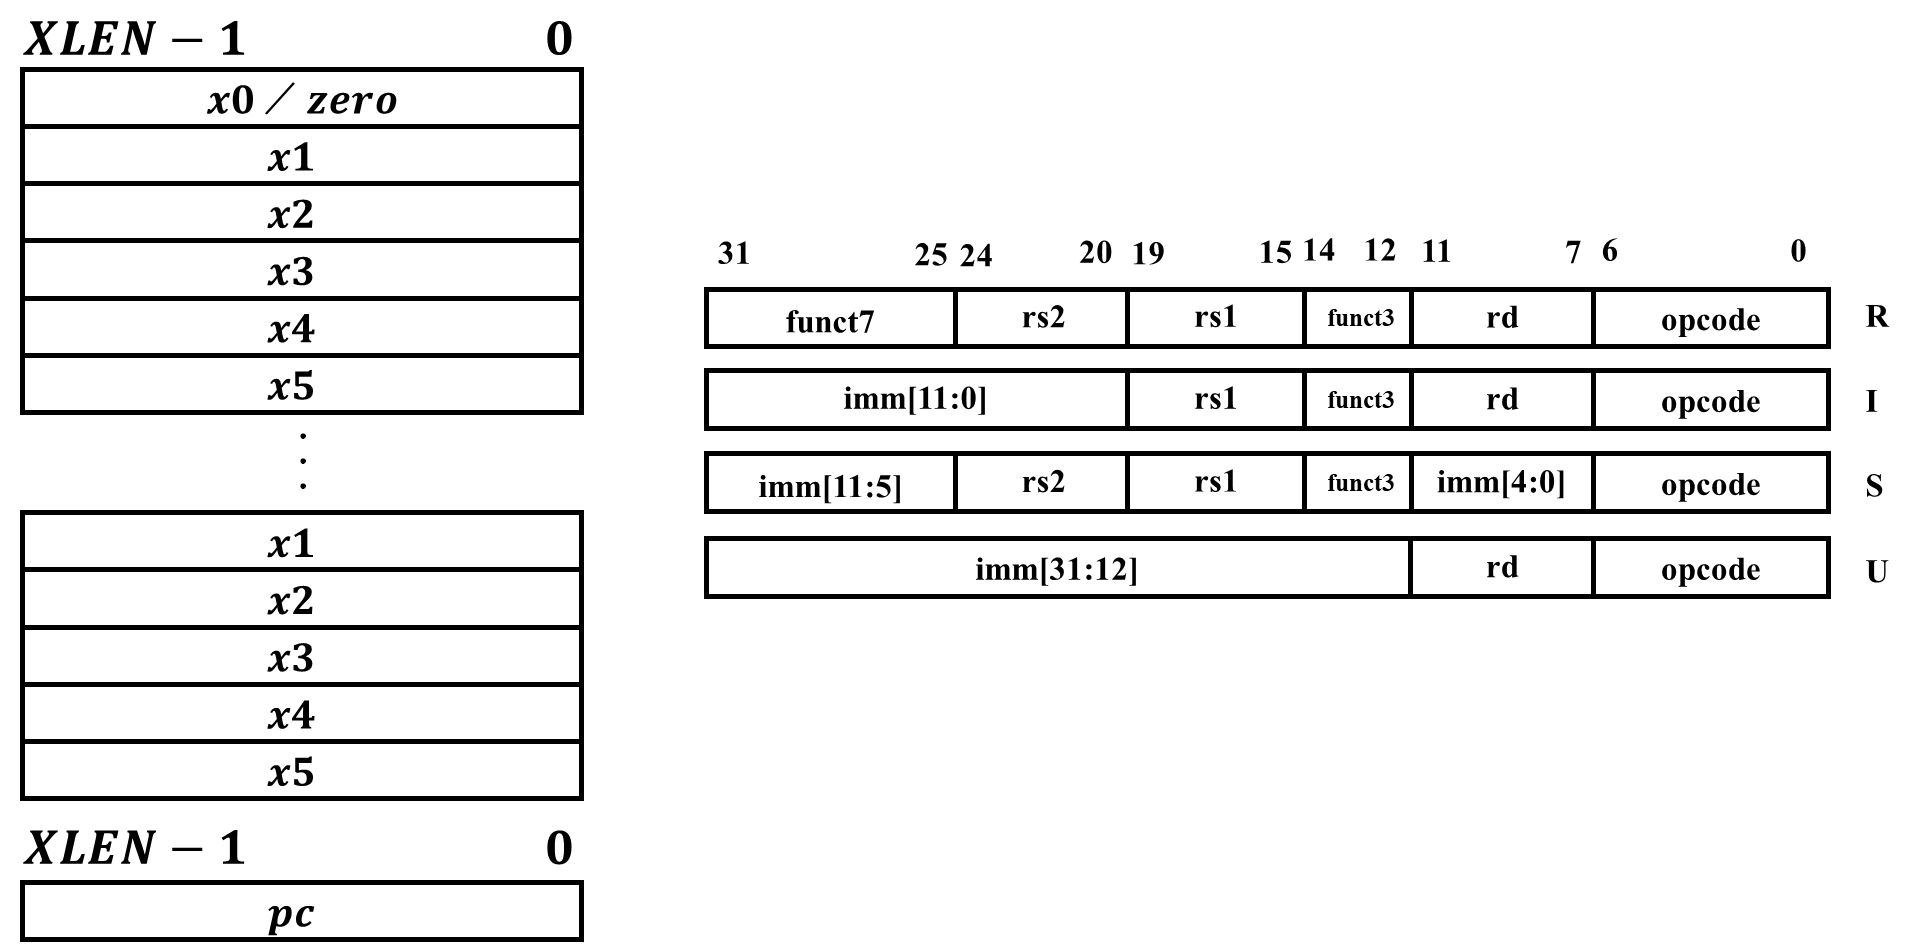 XLEN − 1 0
x0 / zero
x1
x2
x3
x4
x5
.
.
.
x1
x2
x3
x4
x5
XLEN − 1 0
pc
31 25 24 20 19 15 14 12 11 7 6 0
funct7 rs2 rs1 funct3 rd opcode R
imm[11:0] rs1 funct3 rd opcode I
imm[11:5] rs2 rs1 funct3 imm[4:0] opcode S
imm[31:12] rd opcode U